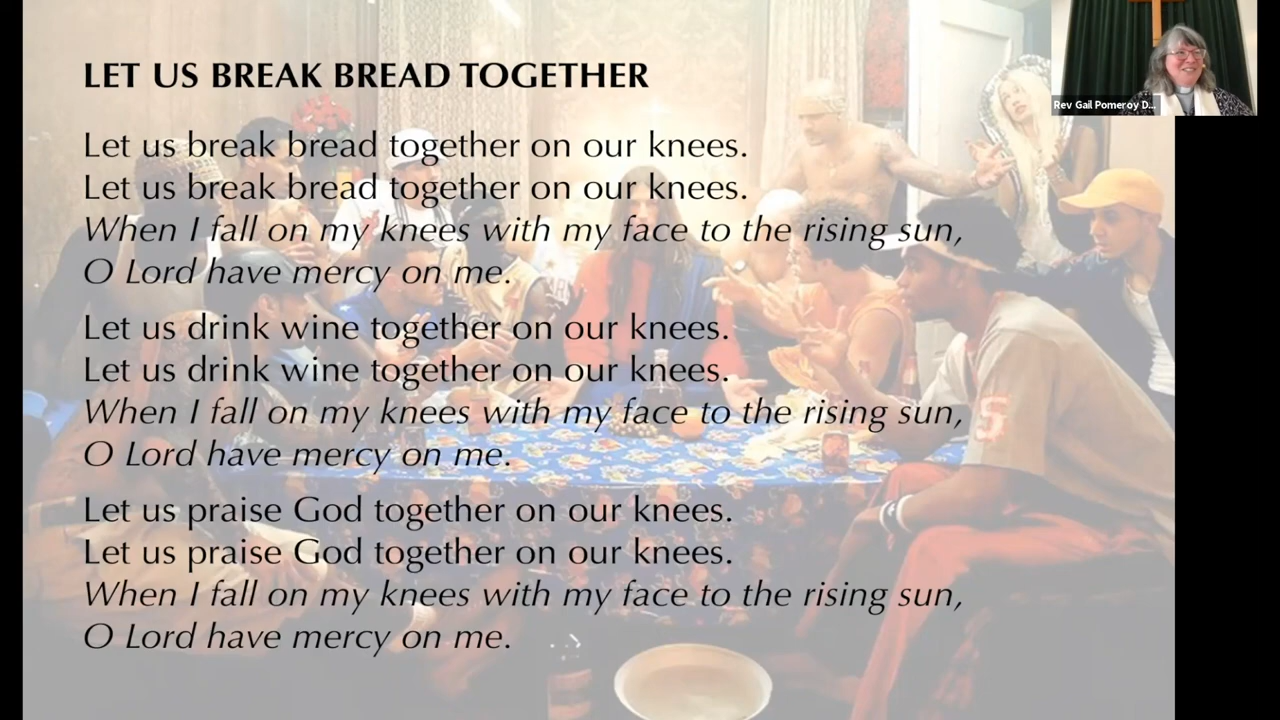 LET US BREAK BREAD TOGETHER
Let us break bread together on our knees.
Let us break bread together on our knees.
When I fall on my knees with my face to the rising sun,
O Lord have mercy on me.
Let us drink wine together on our knees.
Let us drink wine together on our knees.
When I fall on my knees with my face to the rising sun,
O Lord have mercy on me.
Let us praise God together on our knees.
Let us praise God together on our knees.
When I fall on my knees with my face to the rising sun,
O Lord have mercy on me.
Rev Gail Pomeroy D...